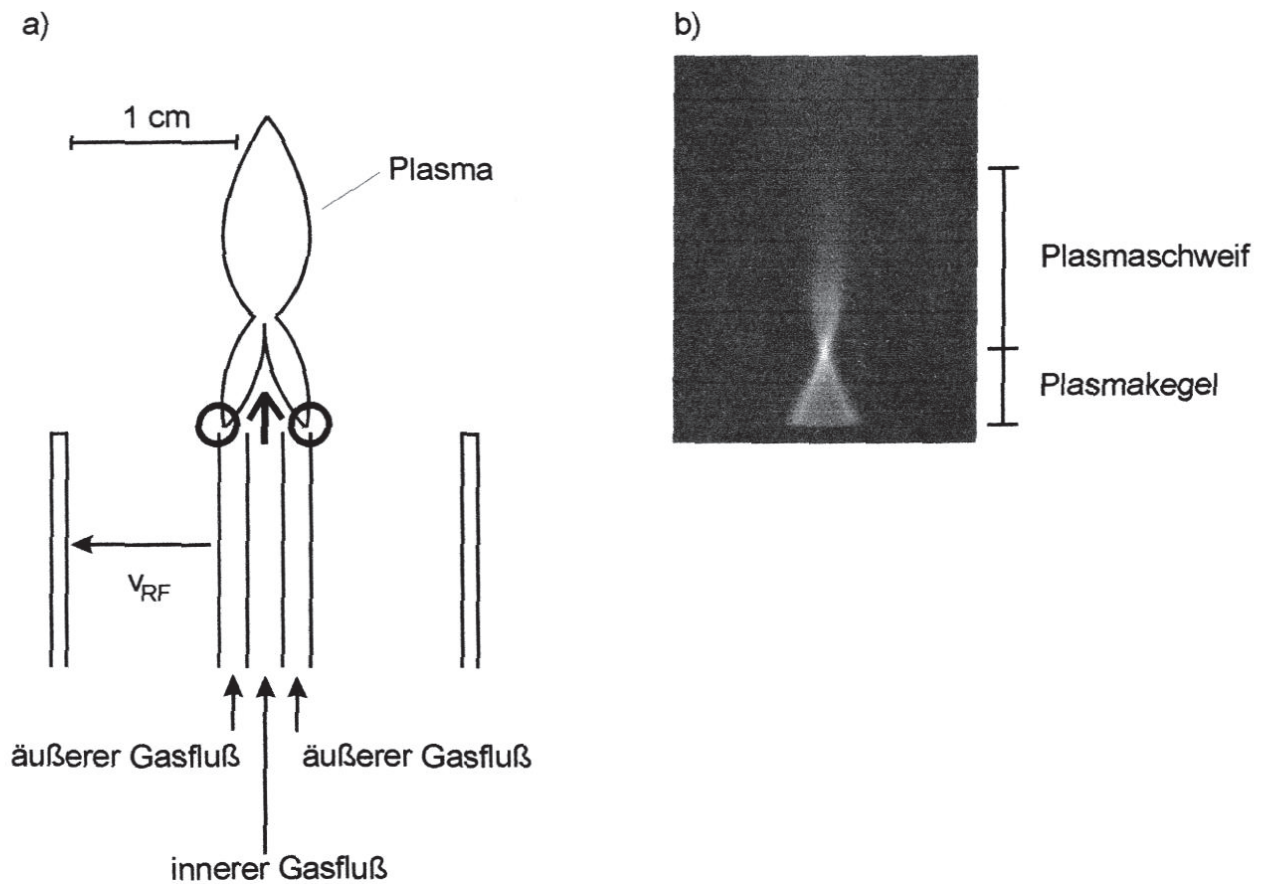 a)
1 cm
Plasma
v_RF
äußerer Gasfluß
äußerer Gasfluß
innerer Gasfluß
b)
Plasmaschweif
Plasmakegel